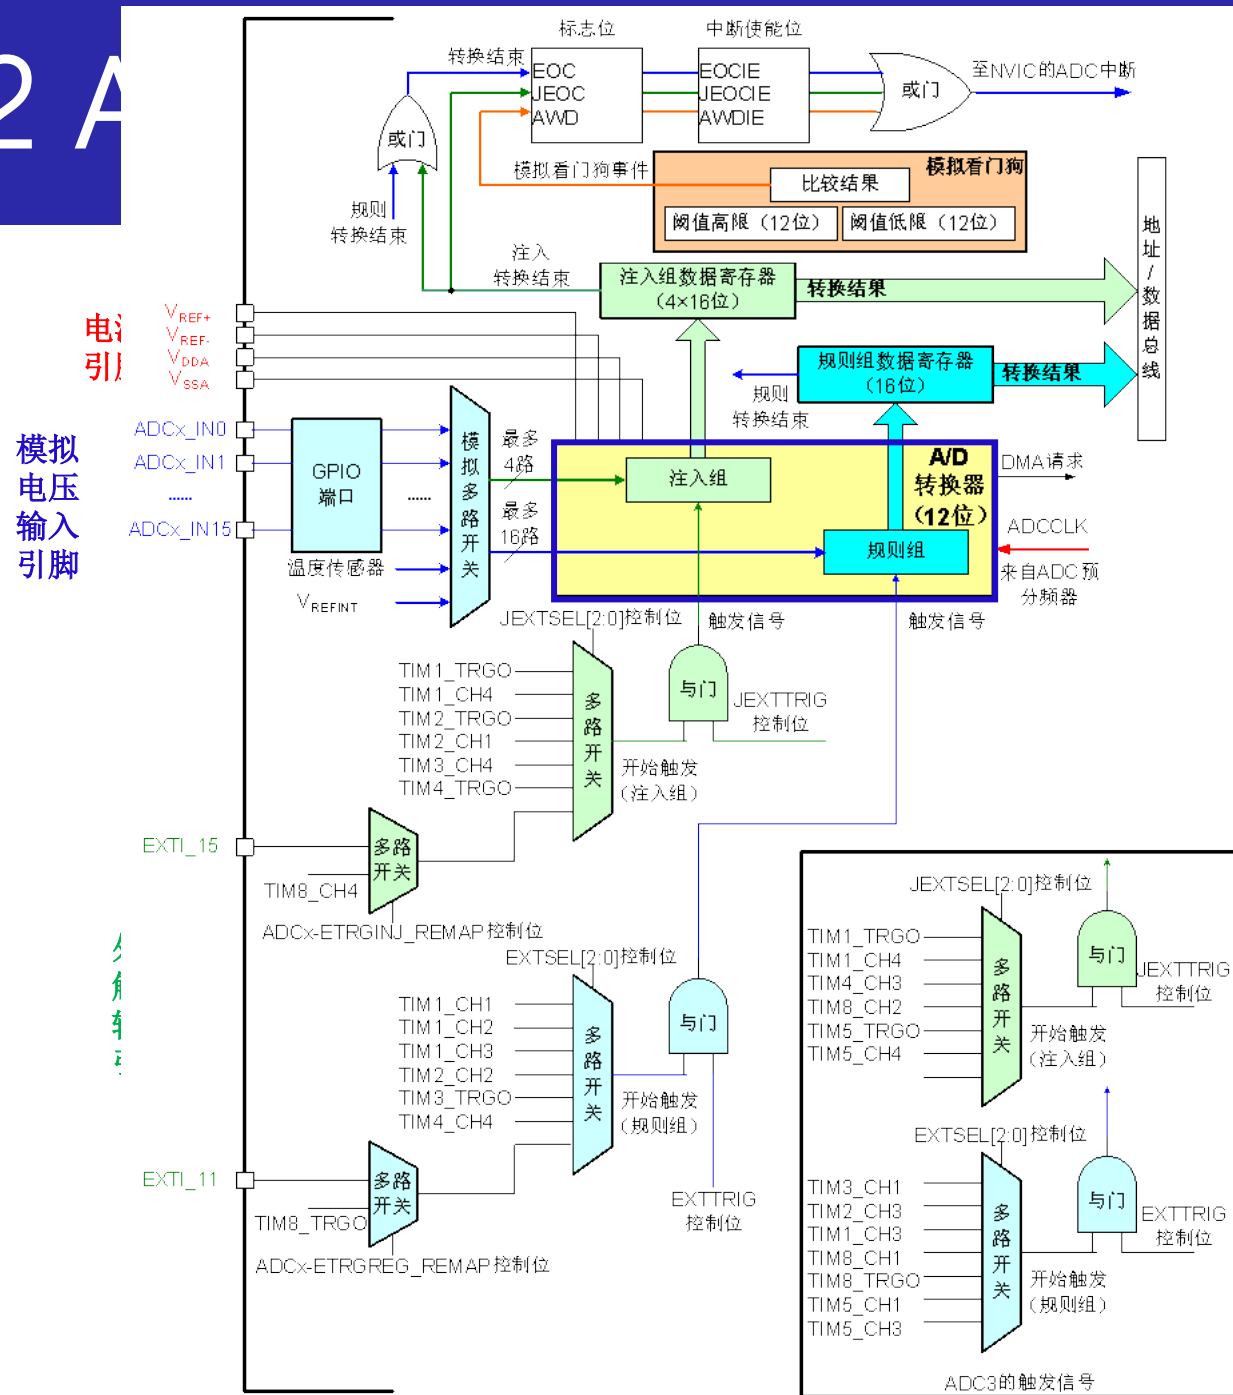 2 A
标志位
中断使能位
转换结束
EOC
JEOC
AWD
EOCIE
JEOCIE
AWDIE
或门
至NVIC的ADC中断
或门
模拟看门狗事件
模拟看门狗
比较结果
阈值高限（12位）
阈值低限（12位）
规则
转换结束
注入
转换结束
注入组数据寄存器
（4×16位）
转换结果
地址/数据总线
规则组数据寄存器
（16位）
转换结果
规则
转换结束
VREF+
VREF-
VDDA
VSSA
模拟
电压
输入
引脚
ADCx_IN0
ADCx_IN1
......
ADCx_IN15
GPIO
端口
......
温度传感器
VREFINT
模拟多路开关
最多
4路
最多
16路
注入组
规则组
A/D
转换器
（12位）
DMA请求
ADCCLK
来自ADC预
分频器
JEXTSEL[2:0]控制位
触发信号
触发信号
TIM1_TRGO
TIM1_CH4
TIM2_TRGO
TIM2_CH1
TIM3_CH4
TIM4_TRGO
多路开关
与门
JEXTTRIG
控制位
开始触发
（注入组）
EXTI_15
TIM8_CH4
多路
开关
ADCx-ETRGINJ_REMAP控制位
EXTSEL[2:0]控制位
TIM1_CH1
TIM1_CH2
TIM1_CH3
TIM2_CH2
TIM3_TRGO
TIM4_CH4
多路开关
与门
开始触发
（规则组）
EXTTRIG
控制位
EXTI_11
TIM8_TRGO
多路
开关
ADCx-ETRGREG_REMAP控制位
JEXTSEL[2:0]控制位
TIM1_TRGO
TIM1_CH4
TIM4_CH3
TIM8_CH2
TIM5_TRGO
TIM5_CH4
多路开关
与门
JEXTTRIG
控制位
开始触发
（注入组）
EXTSEL[2:0]控制位
TIM3_CH1
TIM2_CH3
TIM1_CH3
TIM8_CH1
TIM8_TRGO
TIM5_CH1
TIM5_CH3
多路开关
与门
EXTTRIG
控制位
开始触发
（规则组）
ADC3的触发信号